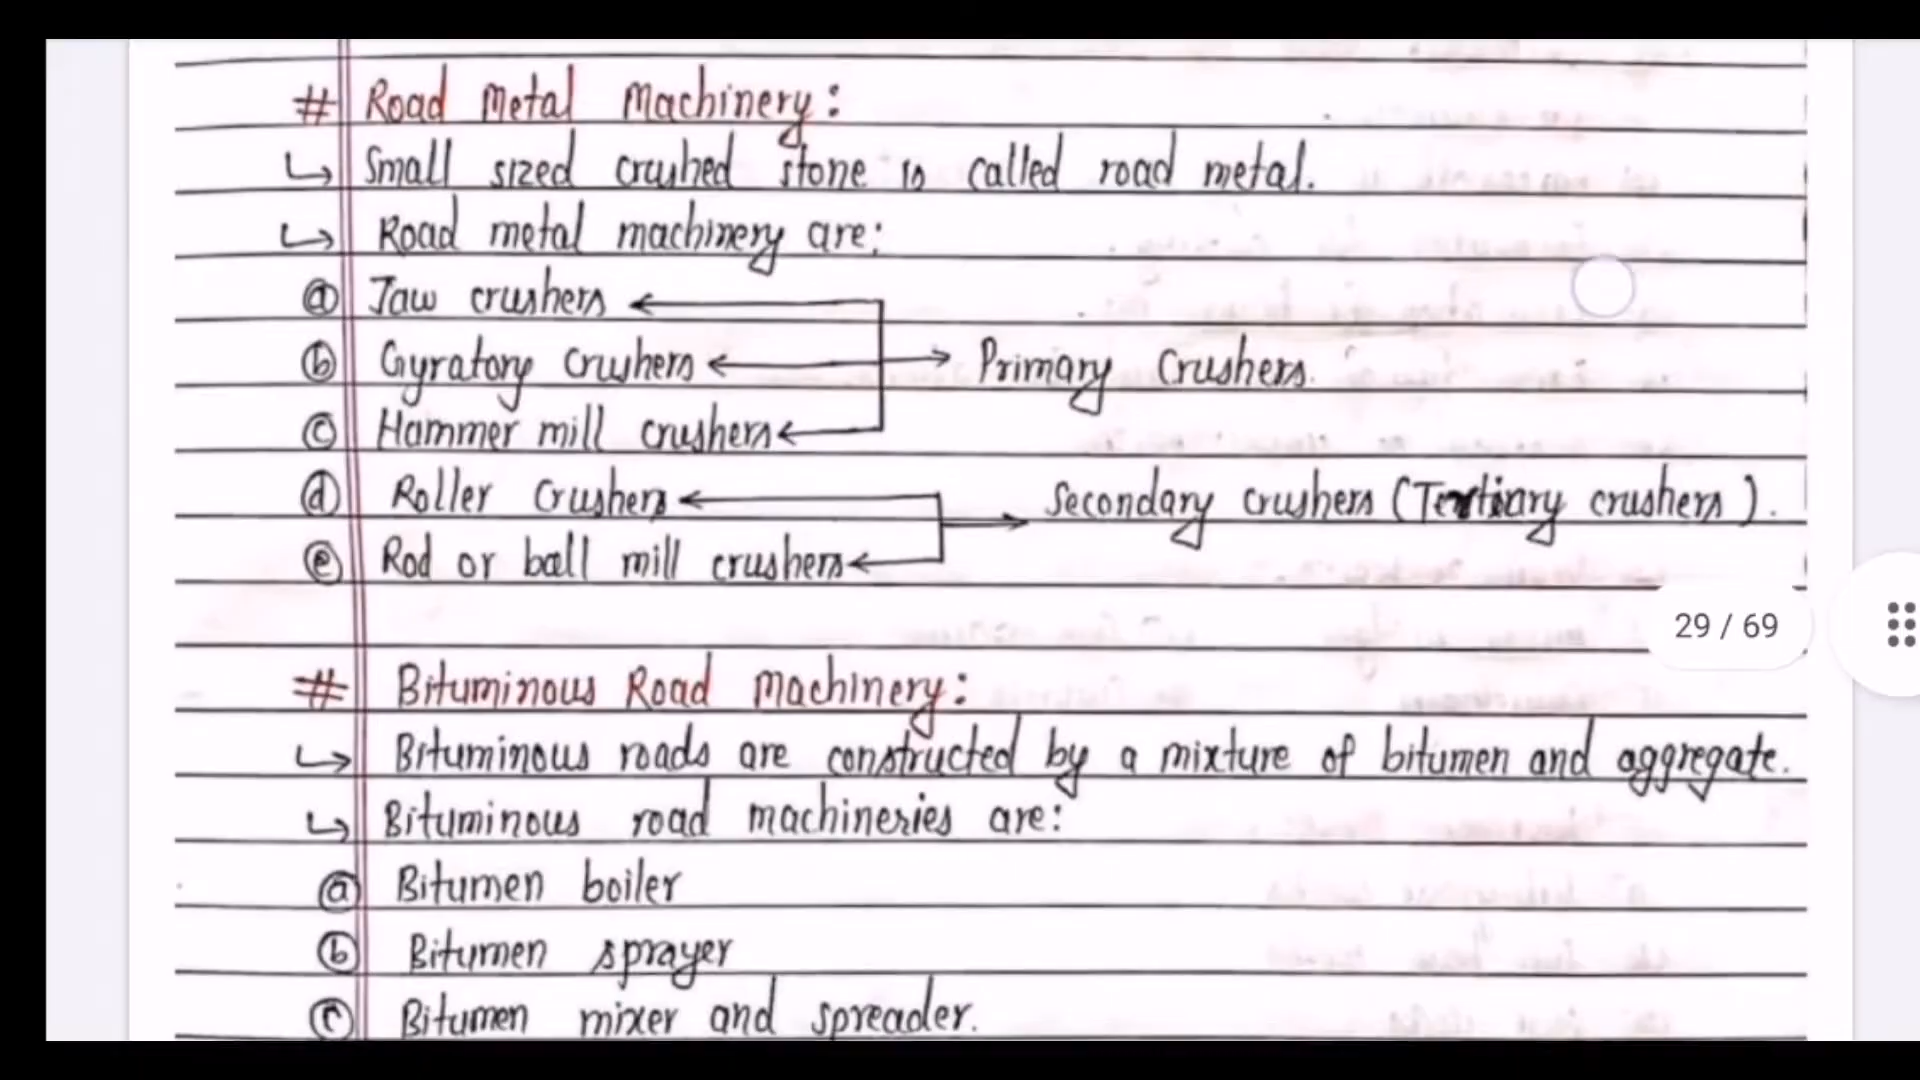 # Road Metal Machinery:
↳ Small sized crushed stone is called road metal.
↳ Road metal machinery are:
ⓐ Jaw crushers
ⓑ Gyratory crushers → Primary Crushers.
ⓒ Hammer mill crushers
ⓓ Roller Crushers → Secondary crushers (Tertiary crushers).
ⓔ Rod or ball mill crushers
29 / 69
# Bituminous Road Machinery:
↳ Bituminous roads are constructed by a mixture of bitumen and aggregate.
↳ Bituminous road machineries are:
ⓐ Bitumen boiler
ⓑ Bitumen sprayer
ⓒ Bitumen mixer and spreader.